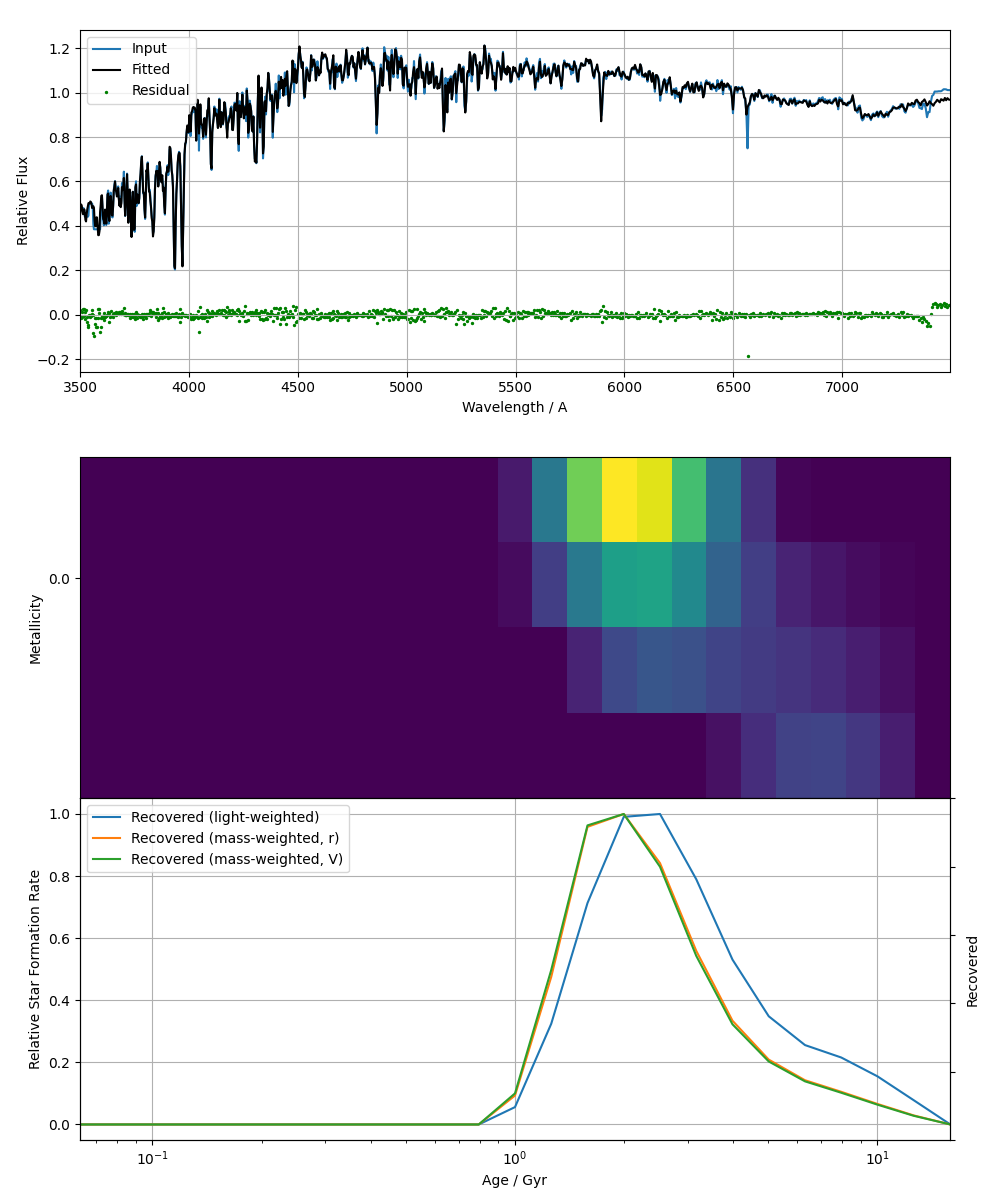 Input
Fitted
Residual
1.2
1.0
0.8
0.6
0.4
0.2
0.0
−0.2
Relative Flux
3500 4000 4500 5000 5500 6000 6500 7000
Wavelength / A
0.0
Metallicity
Recovered (light-weighted)
Recovered (mass-weighted, r)
Recovered (mass-weighted, V)
1.0
0.8
0.6
0.4
0.2
0.0
Relative Star Formation Rate
Recovered
10⁻¹ 10⁰ 10¹
Age / Gyr